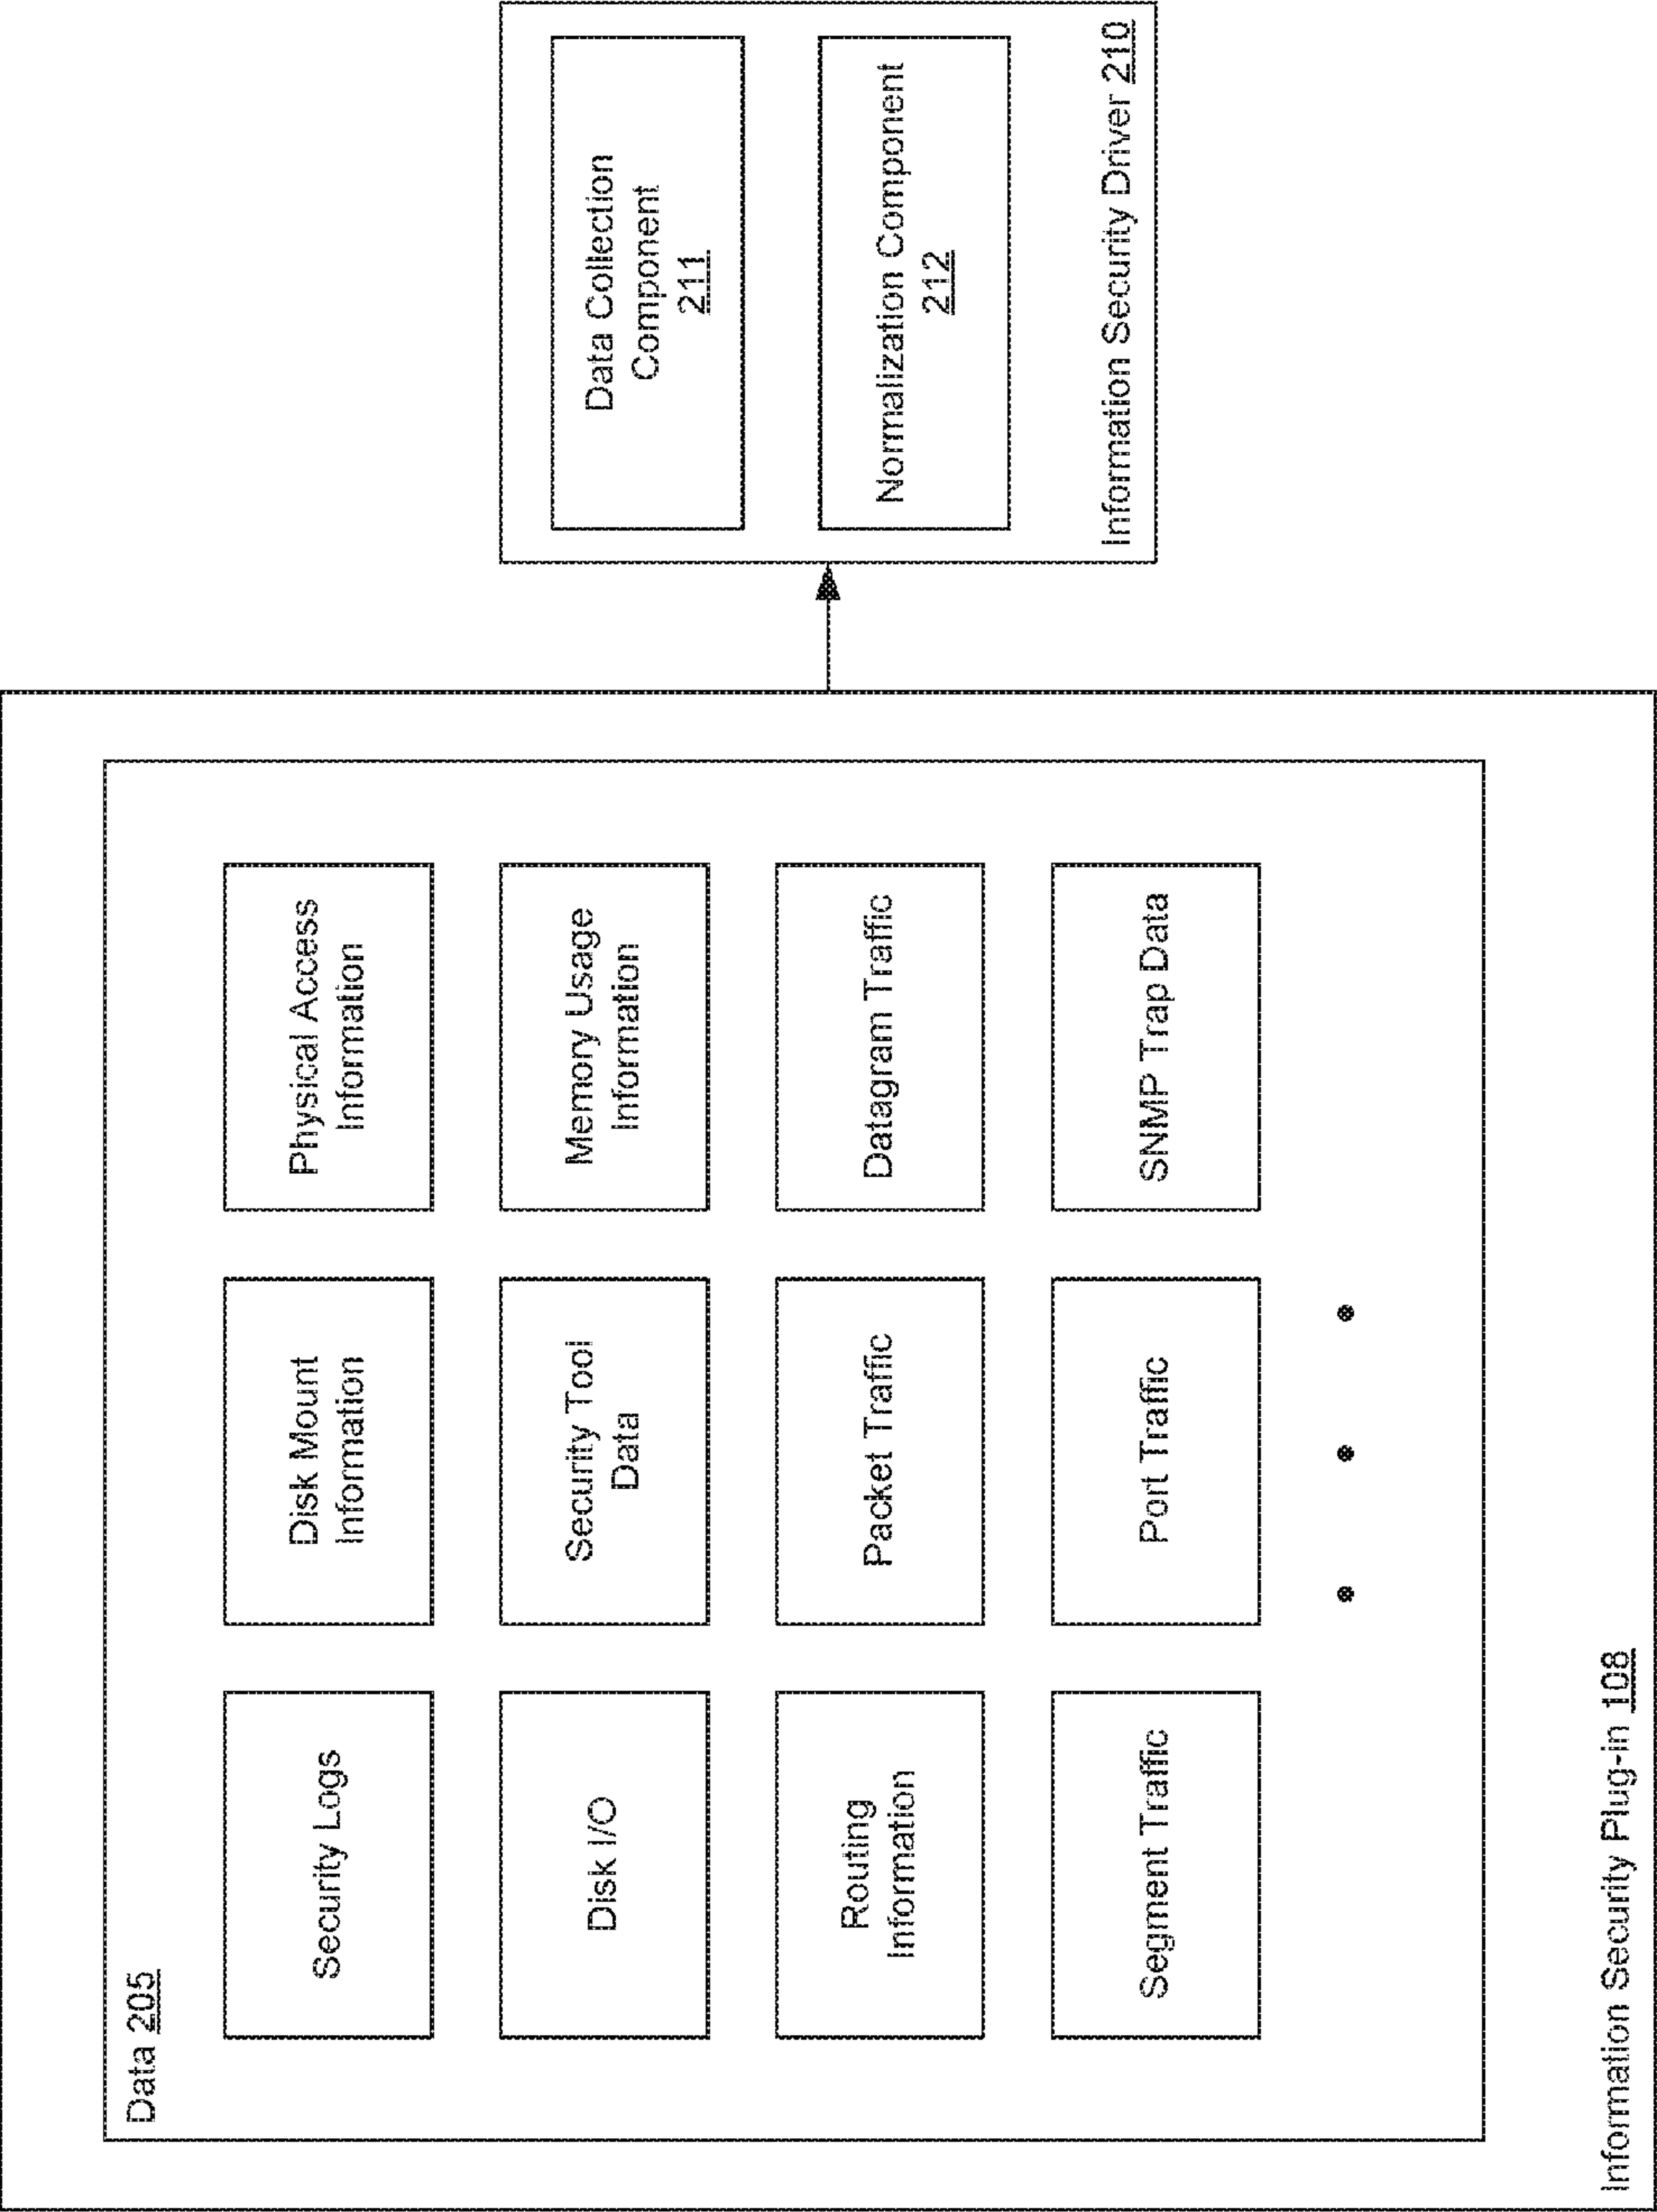 Data 205
Security Logs
Disk Mount
Information
Physical Access
Information
Disk I/O
Security Tool
Data
Memory Usage
Information
Routing
Information
Packet Traffic
Datagram Traffic
Segment Traffic
Port Traffic
SNMP Trap Data
Information Security Plug-in 108
Data Collection
Component
211
Normalization Component
212
Information Security Driver 210